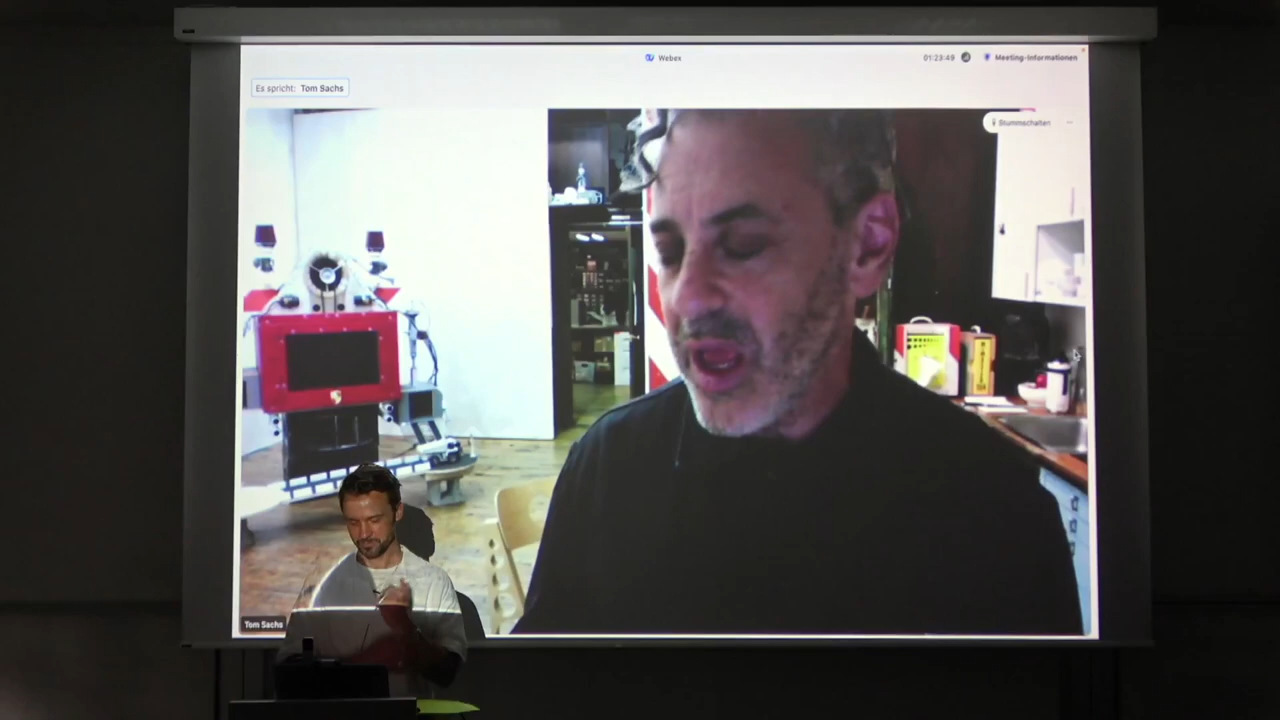 Webex
01:23:49
Meeting-Informationen
Es spricht: Tom Sachs
Stummschalten
Tom Sachs